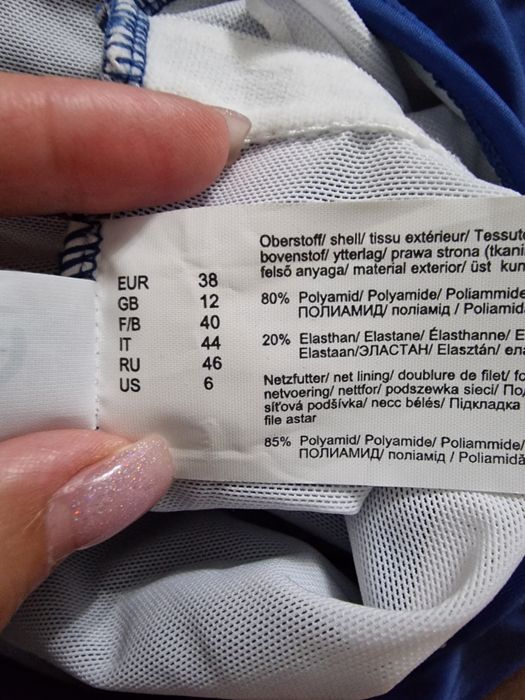 EUR 38
GB 12
F/B 40
IT 44
RU 46
US 6
Oberstoff/ shell/ tissu extérieur/
bovenstof/ ytterlag/ prawa strona
felső anyaga/ material exterior/ üst
80% Polyamid/ Polyamide/
ПОЛИАМИД/ поліамід /
20% Elasthan/ Elastane/ Élasthanne/
Elastaan/ЭЛАСТАН/ Elasztán/
Netzfutter/ net lining/ doublure de filet/
netvoering/ nettfor/ podszewka sieci/
síťová podšívka/ necc bélés/ Підкладка
file astar
85% Polyamid/ Polyamide/
ПОЛИАМИД/ поліамід / Poliamidă